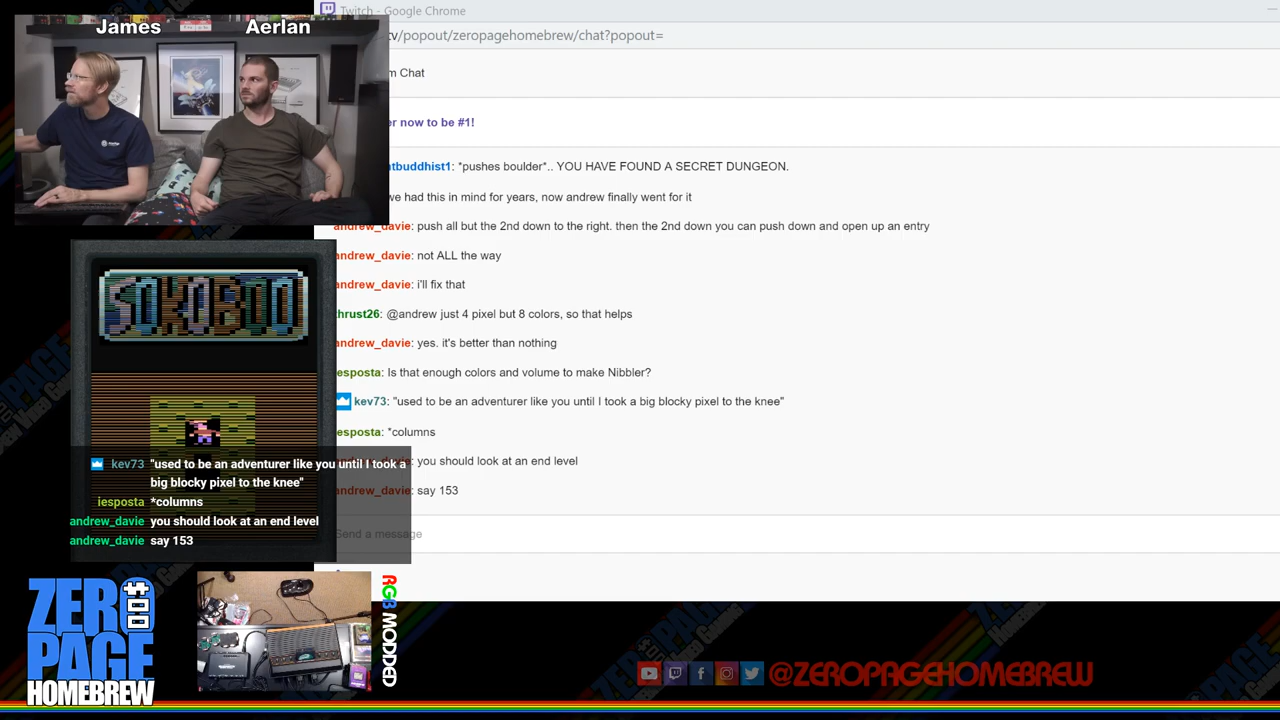 James
Aerlan
Twitch - Google Chrome
tv/popout/zeropagehomebrew/chat?popout=
m Chat
er now to be #1!
tbuddhist1: *pushes boulder*.. YOU HAVE FOUND A SECRET DUNGEON.
we had this in mind for years, now andrew finally went for it
andrew_davie: push all but the 2nd down to the right. then the 2nd down you can push down and open up an entry
andrew_davie: not ALL the way
andrew_davie: i'll fix that
thrust26: @andrew just 4 pixel but 8 colors, so that helps
andrew_davie: yes. it's better than nothing
iesposta: Is that enough colors and volume to make Nibbler?
kev73: "used to be an adventurer like you until I took a big blocky pixel to the knee"
iesposta: *columns
andrew_davie: you should look at an end level
andrew_davie: say 153
Send a message
SOKOBOO
kev73 "used to be an adventurer like you until I took a
big blocky pixel to the knee"
iesposta *columns
andrew_davie you should look at an end level
andrew_davie say 153
ZERO
PAGE
HOMEBREW
RGB MODDED
@ZEROPAGEHOMEBREW